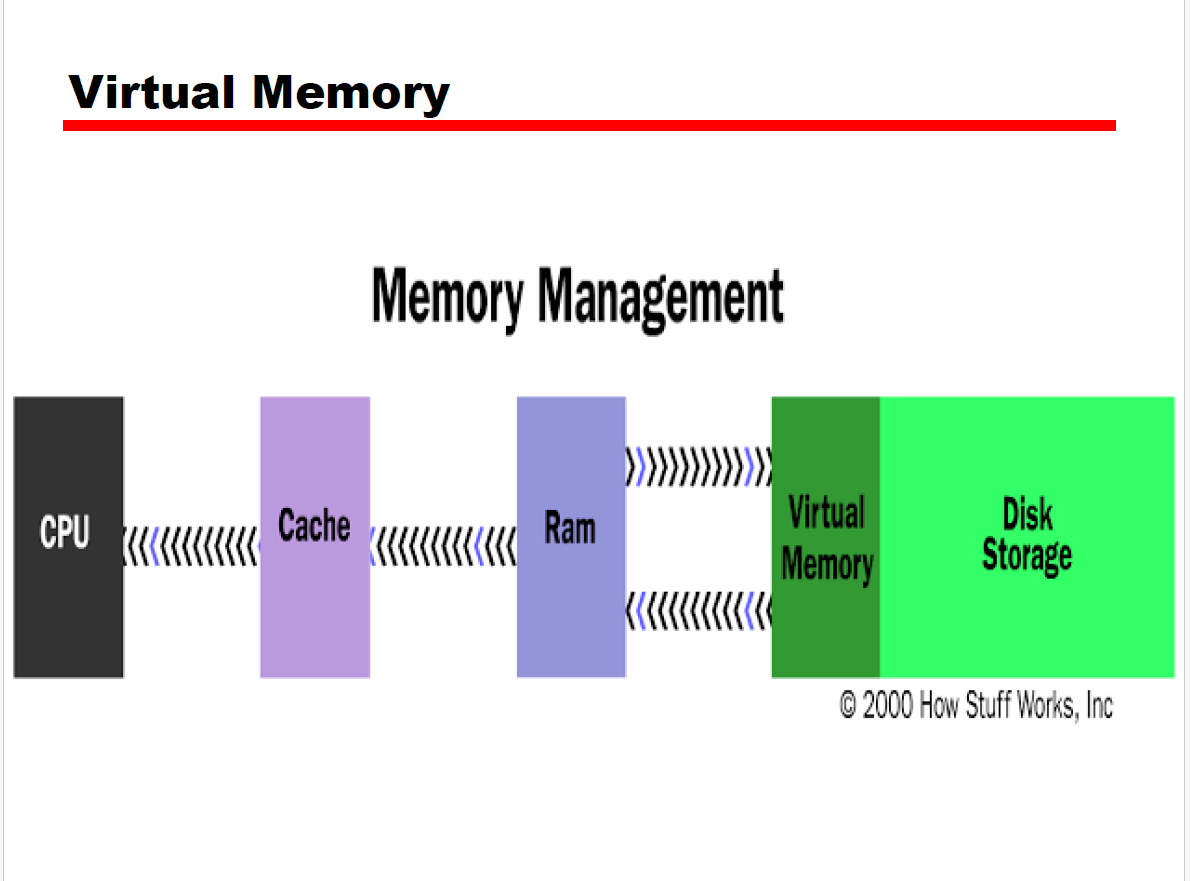 Virtual Memory
Memory Management
CPU
Cache
Ram
Virtual
Memory
Disk
Storage
© 2000 How Stuff Works, Inc